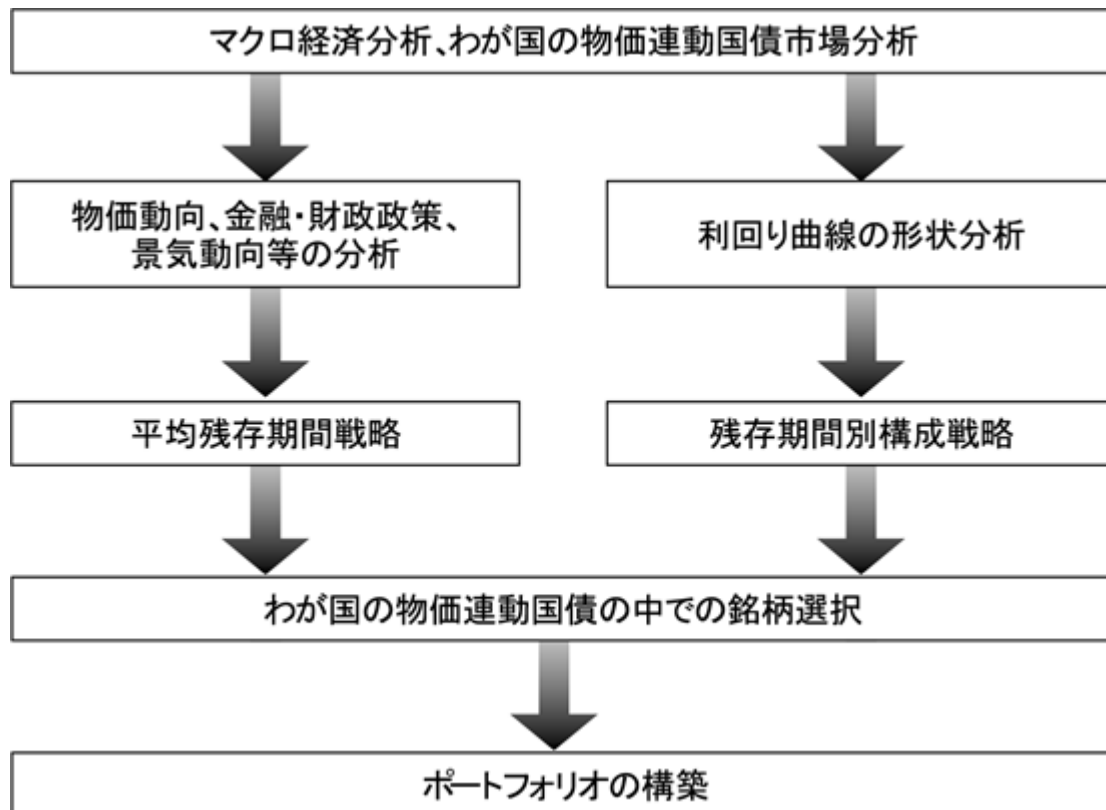 マクロ経済分析、わが国の物価連動国債市場分析
物価動向、金融・財政政策、
景気動向等の分析
利回り曲線の形状分析
平均残存期間戦略
残存期間別構成戦略
わが国の物価連動国債の中での銘柄選択
ポートフォリオの構築